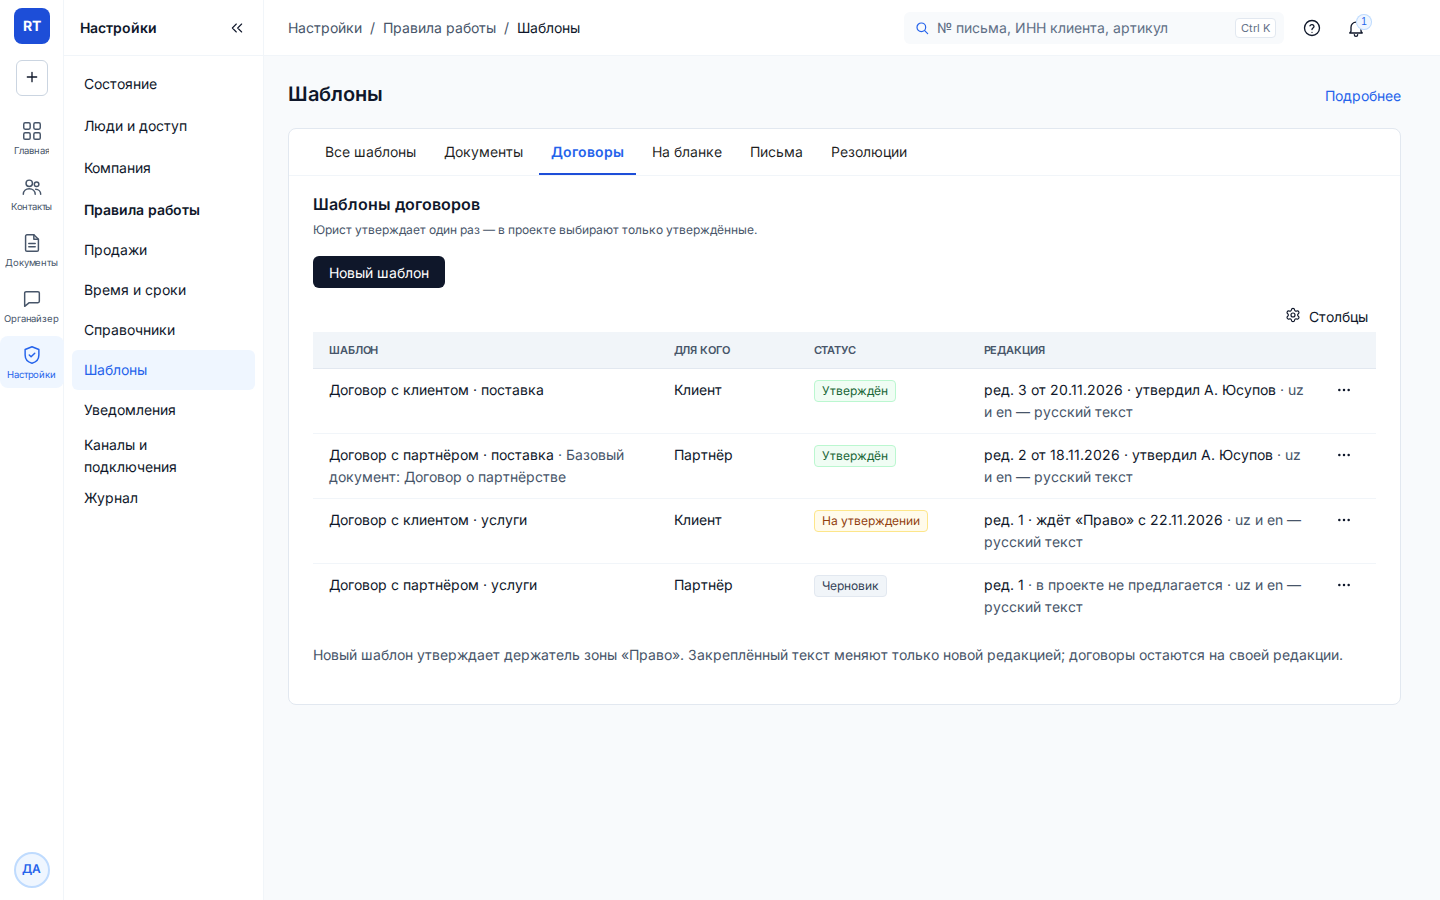 RT
Настройки
Настройки / Правила работы / Шаблоны
№ письма, ИНН клиента, артикул
Ctrl K
1
Главная
Контакты
Документы
Органайзер
Настройки
ДА
Состояние
Люди и доступ
Компания
Правила работы
Продажи
Время и сроки
Справочники
Шаблоны
Уведомления
Каналы и
подключения
Журнал
Шаблоны
Подробнее
Все шаблоны
Документы
Договоры
На бланке
Письма
Резолюции
Шаблоны договоров
Юрист утверждает один раз — в проекте выбирают только утверждённые.
Новый шаблон
Столбцы
ШАБЛОН ДЛЯ КОГО СТАТУС РЕДАКЦИЯ
Договор с клиентом · поставка Клиент Утверждён ред. 3 от 20.11.2026 · утвердил А. Юсупов · uz
и en — русский текст
Договор с партнёром · поставка · Базовый Партнёр Утверждён ред. 2 от 18.11.2026 · утвердил А. Юсупов · uz
документ: Договор о партнёрстве и en — русский текст
Договор с клиентом · услуги Клиент На утверждении ред. 1 · ждёт «Право» с 22.11.2026 · uz и en —
русский текст
Договор с партнёром · услуги Партнёр Черновик ред. 1 · в проекте не предлагается · uz и en —
русский текст
Новый шаблон утверждает держатель зоны «Право». Закреплённый текст меняют только новой редакцией; договоры остаются на своей редакции.